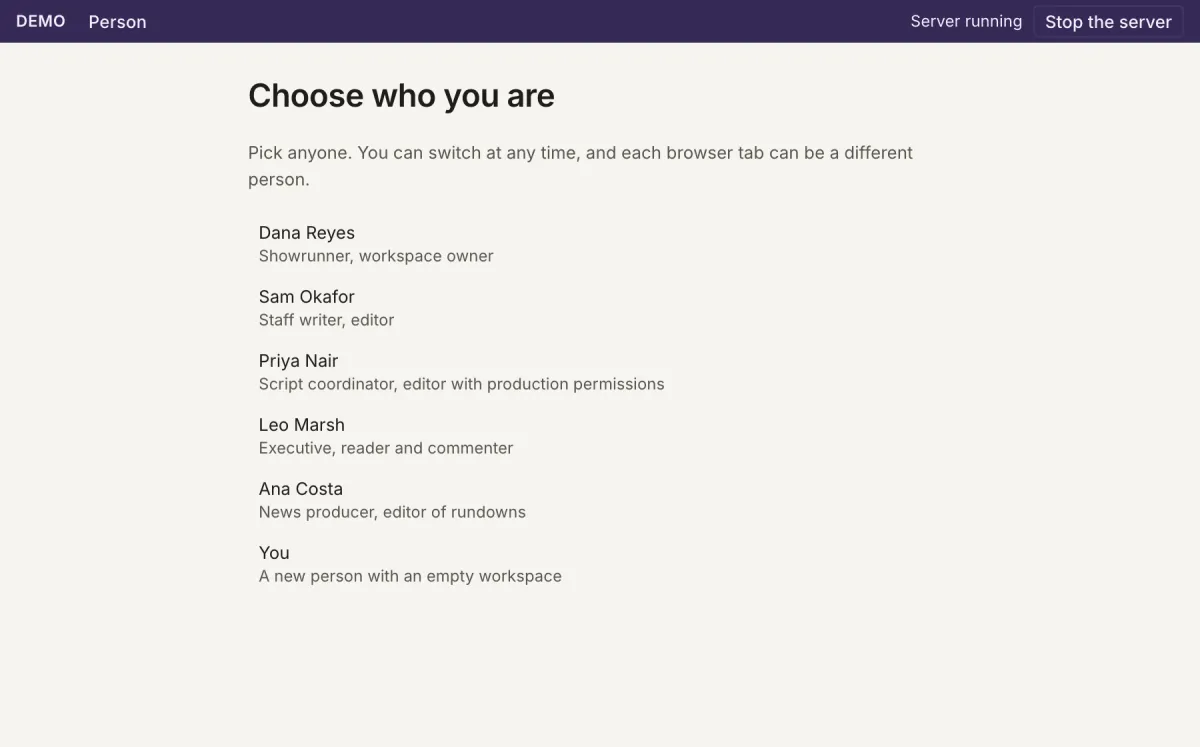 DEMO Person Server running Stop the server
Choose who you are
Pick anyone. You can switch at any time, and each browser tab can be a different
person.
Dana Reyes
Showrunner, workspace owner
Sam Okafor
Staff writer, editor
Priya Nair
Script coordinator, editor with production permissions
Leo Marsh
Executive, reader and commenter
Ana Costa
News producer, editor of rundowns
You
A new person with an empty workspace